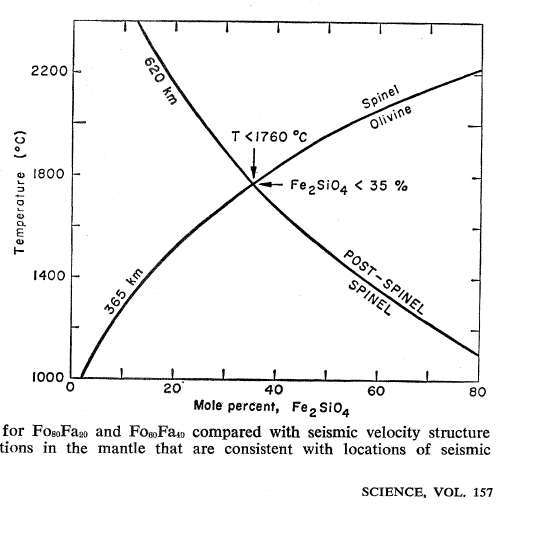 2200
1800
1400
1000
Temperature (°C)
620 km
365 km
T < 1760 °C
Fe₂SiO₄ < 35 %
Spinel
Olivine
POST-SPINEL
SPINEL
0 20 40 60 80
Mole percent, Fe₂SiO₄
for Fo₈₀Fa₂₀ and Fo₆₀Fa₄₀ compared with seismic velocity structure
tions in the mantle that are consistent with locations of seismic
SCIENCE, VOL. 157